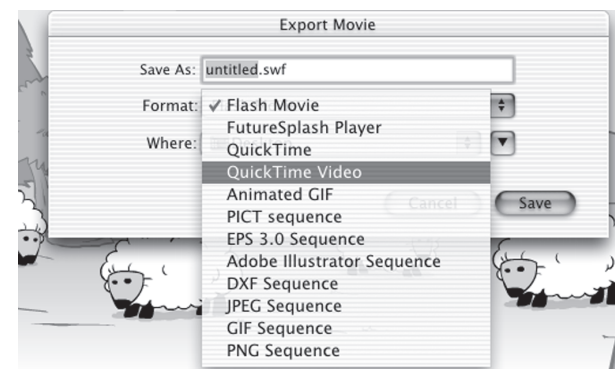 Export Movie
Save As: untitled.swf
Format: ✓ Flash Movie
FutureSplash Player
Where:
QuickTime
QuickTime Video
Animated GIF
Cancel Save
PICT sequence
EPS 3.0 Sequence
Adobe Illustrator Sequence
DXF Sequence
JPEG Sequence
GIF Sequence
PNG Sequence